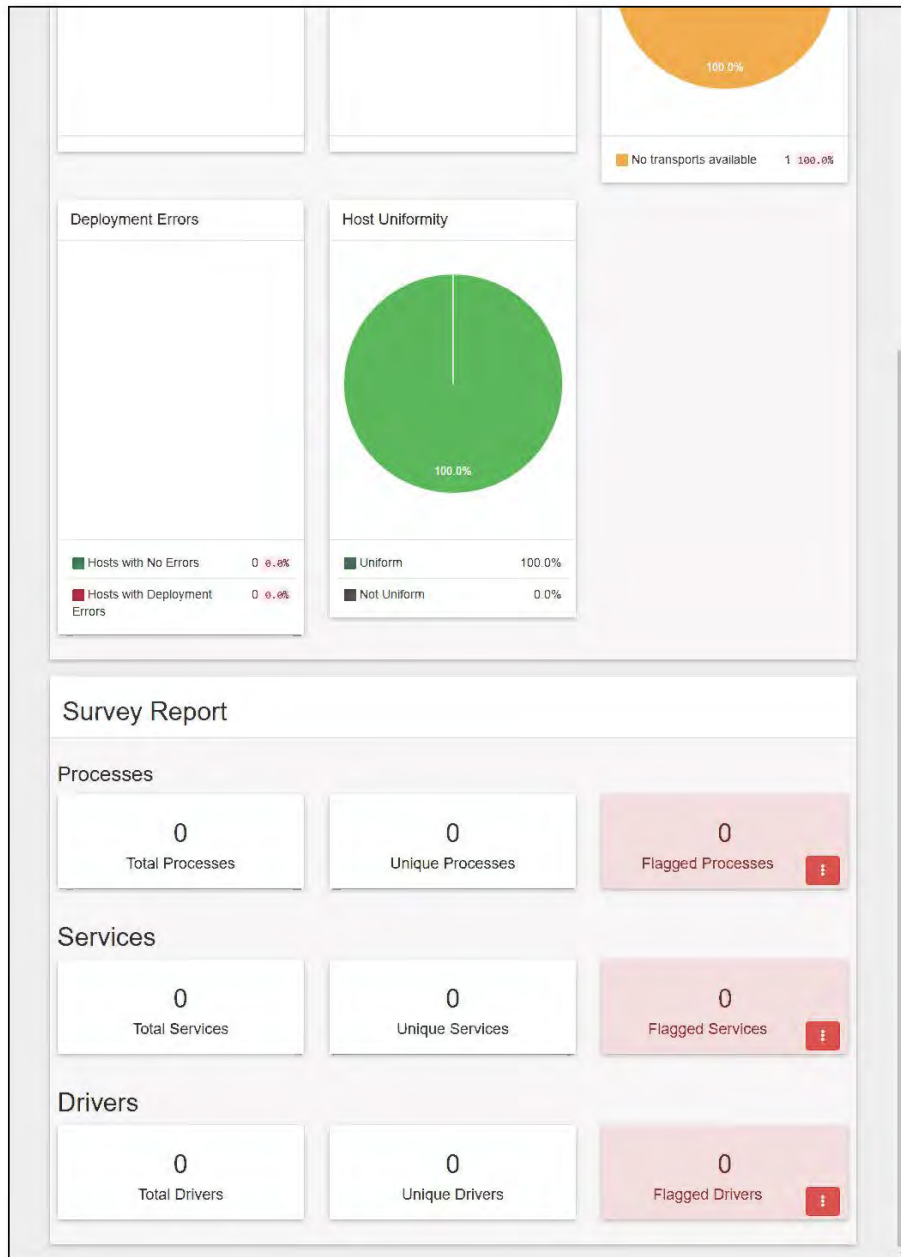 100.0%
No transports available 1 100.0%
Deployment Errors
Host Uniformity
100.0%
Hosts with No Errors 0 0.0%
Hosts with Deployment
Errors 0 0.0%
Uniform 100.0%
Not Uniform 0.0%
Survey Report
Processes
0
Total Processes
0
Unique Processes
0
Flagged Processes
Services
0
Total Services
0
Unique Services
0
Flagged Services
Drivers
0
Total Drivers
0
Unique Drivers
0
Flagged Drivers